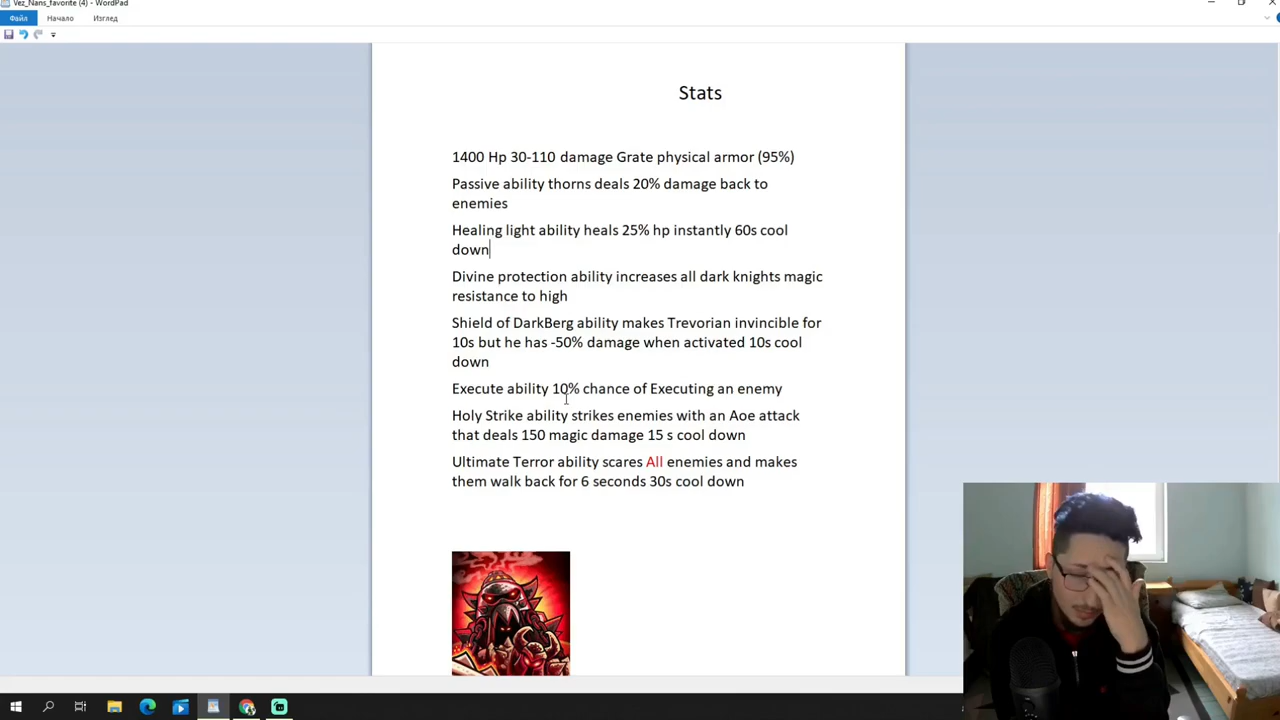 Vez_Nans_favorite (4) - WordPad
Файл Начало Изглед
Stats
1400 Hp 30-110 damage Grate physical armor (95%)
Passive ability thorns deals 20% damage back to
enemies
Healing light ability heals 25% hp instantly 60s cool
down
Divine protection ability increases all dark knights magic
resistance to high
Shield of DarkBerg ability makes Trevorian invincible for
10s but he has -50% damage when activated 10s cool
down
Execute ability 10% chance of Executing an enemy
Holy Strike ability strikes enemies with an Aoe attack
that deals 150 magic damage 15 s cool down
Ultimate Terror ability scares All enemies and makes
them walk back for 6 seconds 30s cool down